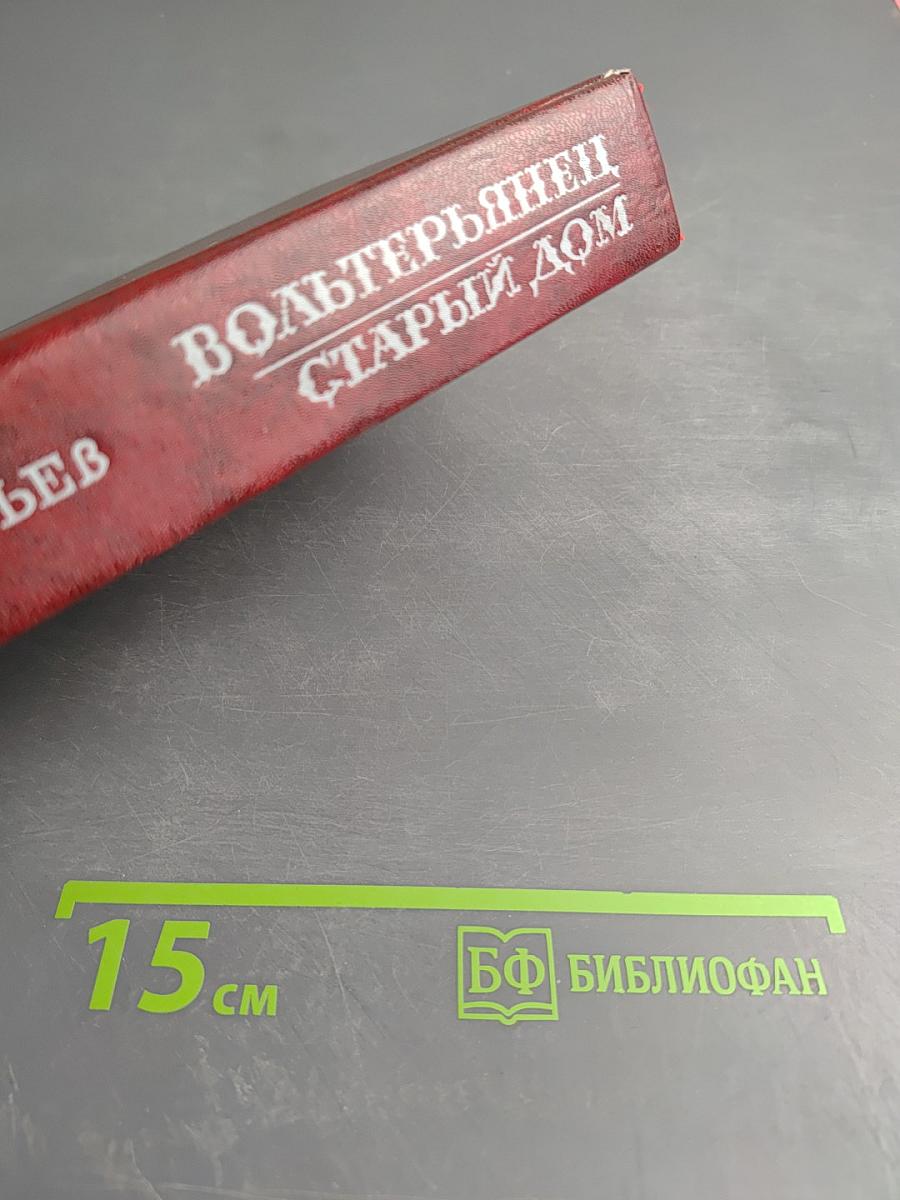 ВОЛЬТЕРЬЯНЕЦ
СТАРЫЙ ДОМ
ЬЕВ
15 см
БФ БИБЛИОФАН